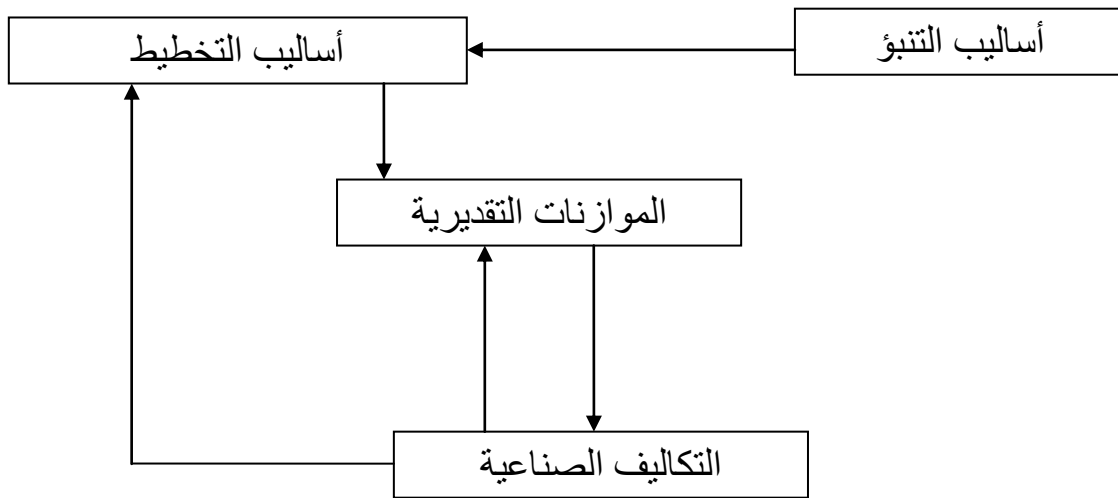 أساليب التنبؤ
أساليب التخطيط
الموازنات التقديرية
التكاليف الصناعية